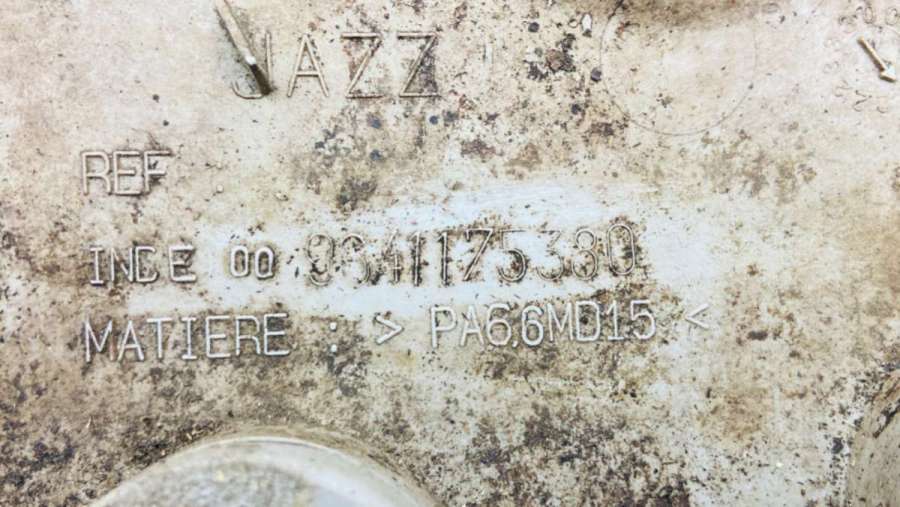 JAZZ
REF
INDE 00 9641175380
MATIERE : > PA6.6MD15 <